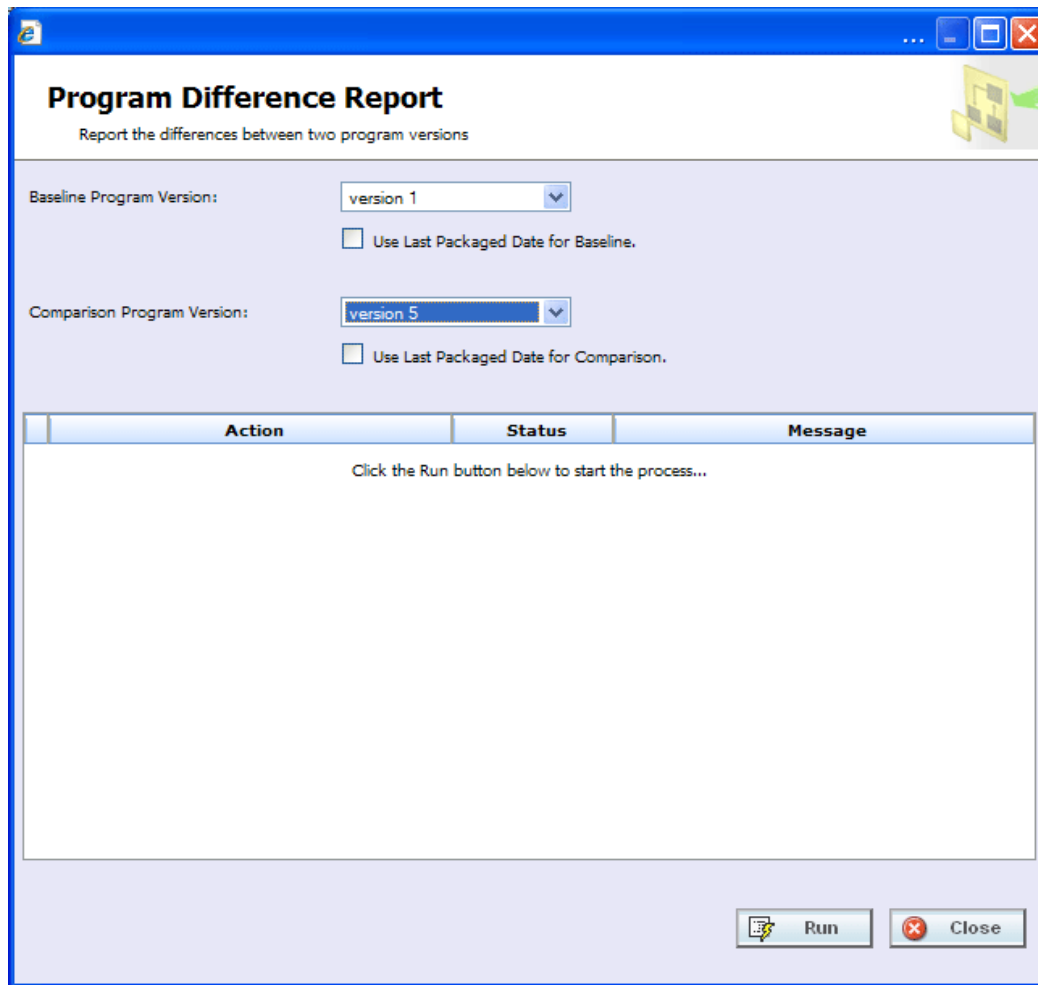 ...
Program Difference Report
Report the differences between two program versions
Baseline Program Version: version 1
Use Last Packaged Date for Baseline.
Comparison Program Version: version 5
Use Last Packaged Date for Comparison.
Action Status Message
Click the Run button below to start the process...
Run Close